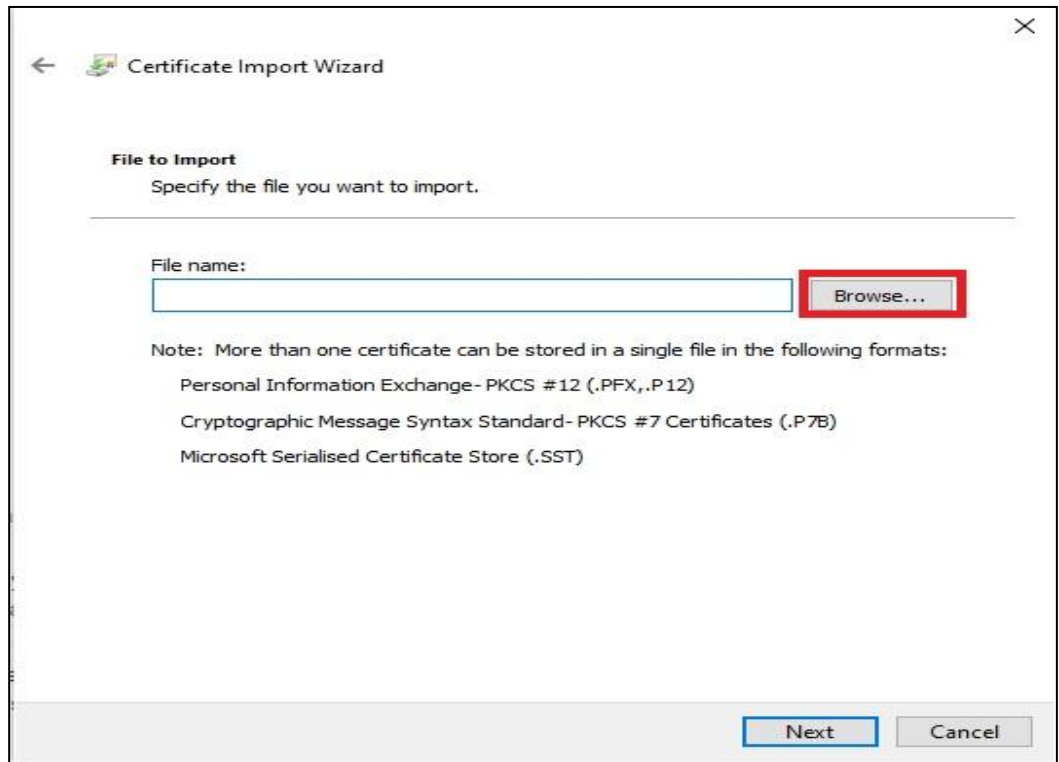 Certificate Import Wizard
File to Import
Specify the file you want to import.
File name:
Browse...
Note: More than one certificate can be stored in a single file in the following formats:
Personal Information Exchange- PKCS #12 (.PFX,.P12)
Cryptographic Message Syntax Standard- PKCS #7 Certificates (.P7B)
Microsoft Serialised Certificate Store (.SST)
Next Cancel